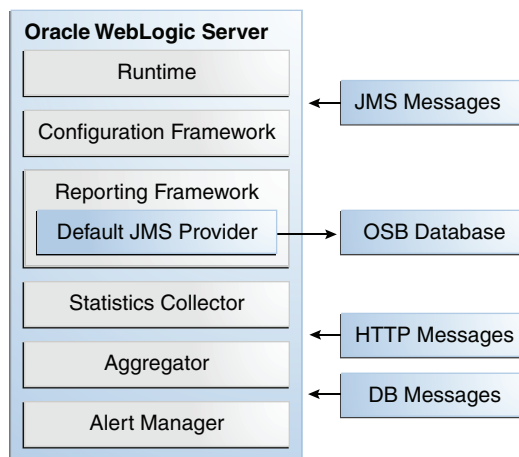 Oracle WebLogic Server
Runtime
JMS Messages
Configuration Framework
Reporting Framework
Default JMS Provider
OSB Database
Statistics Collector
HTTP Messages
Aggregator
DB Messages
Alert Manager